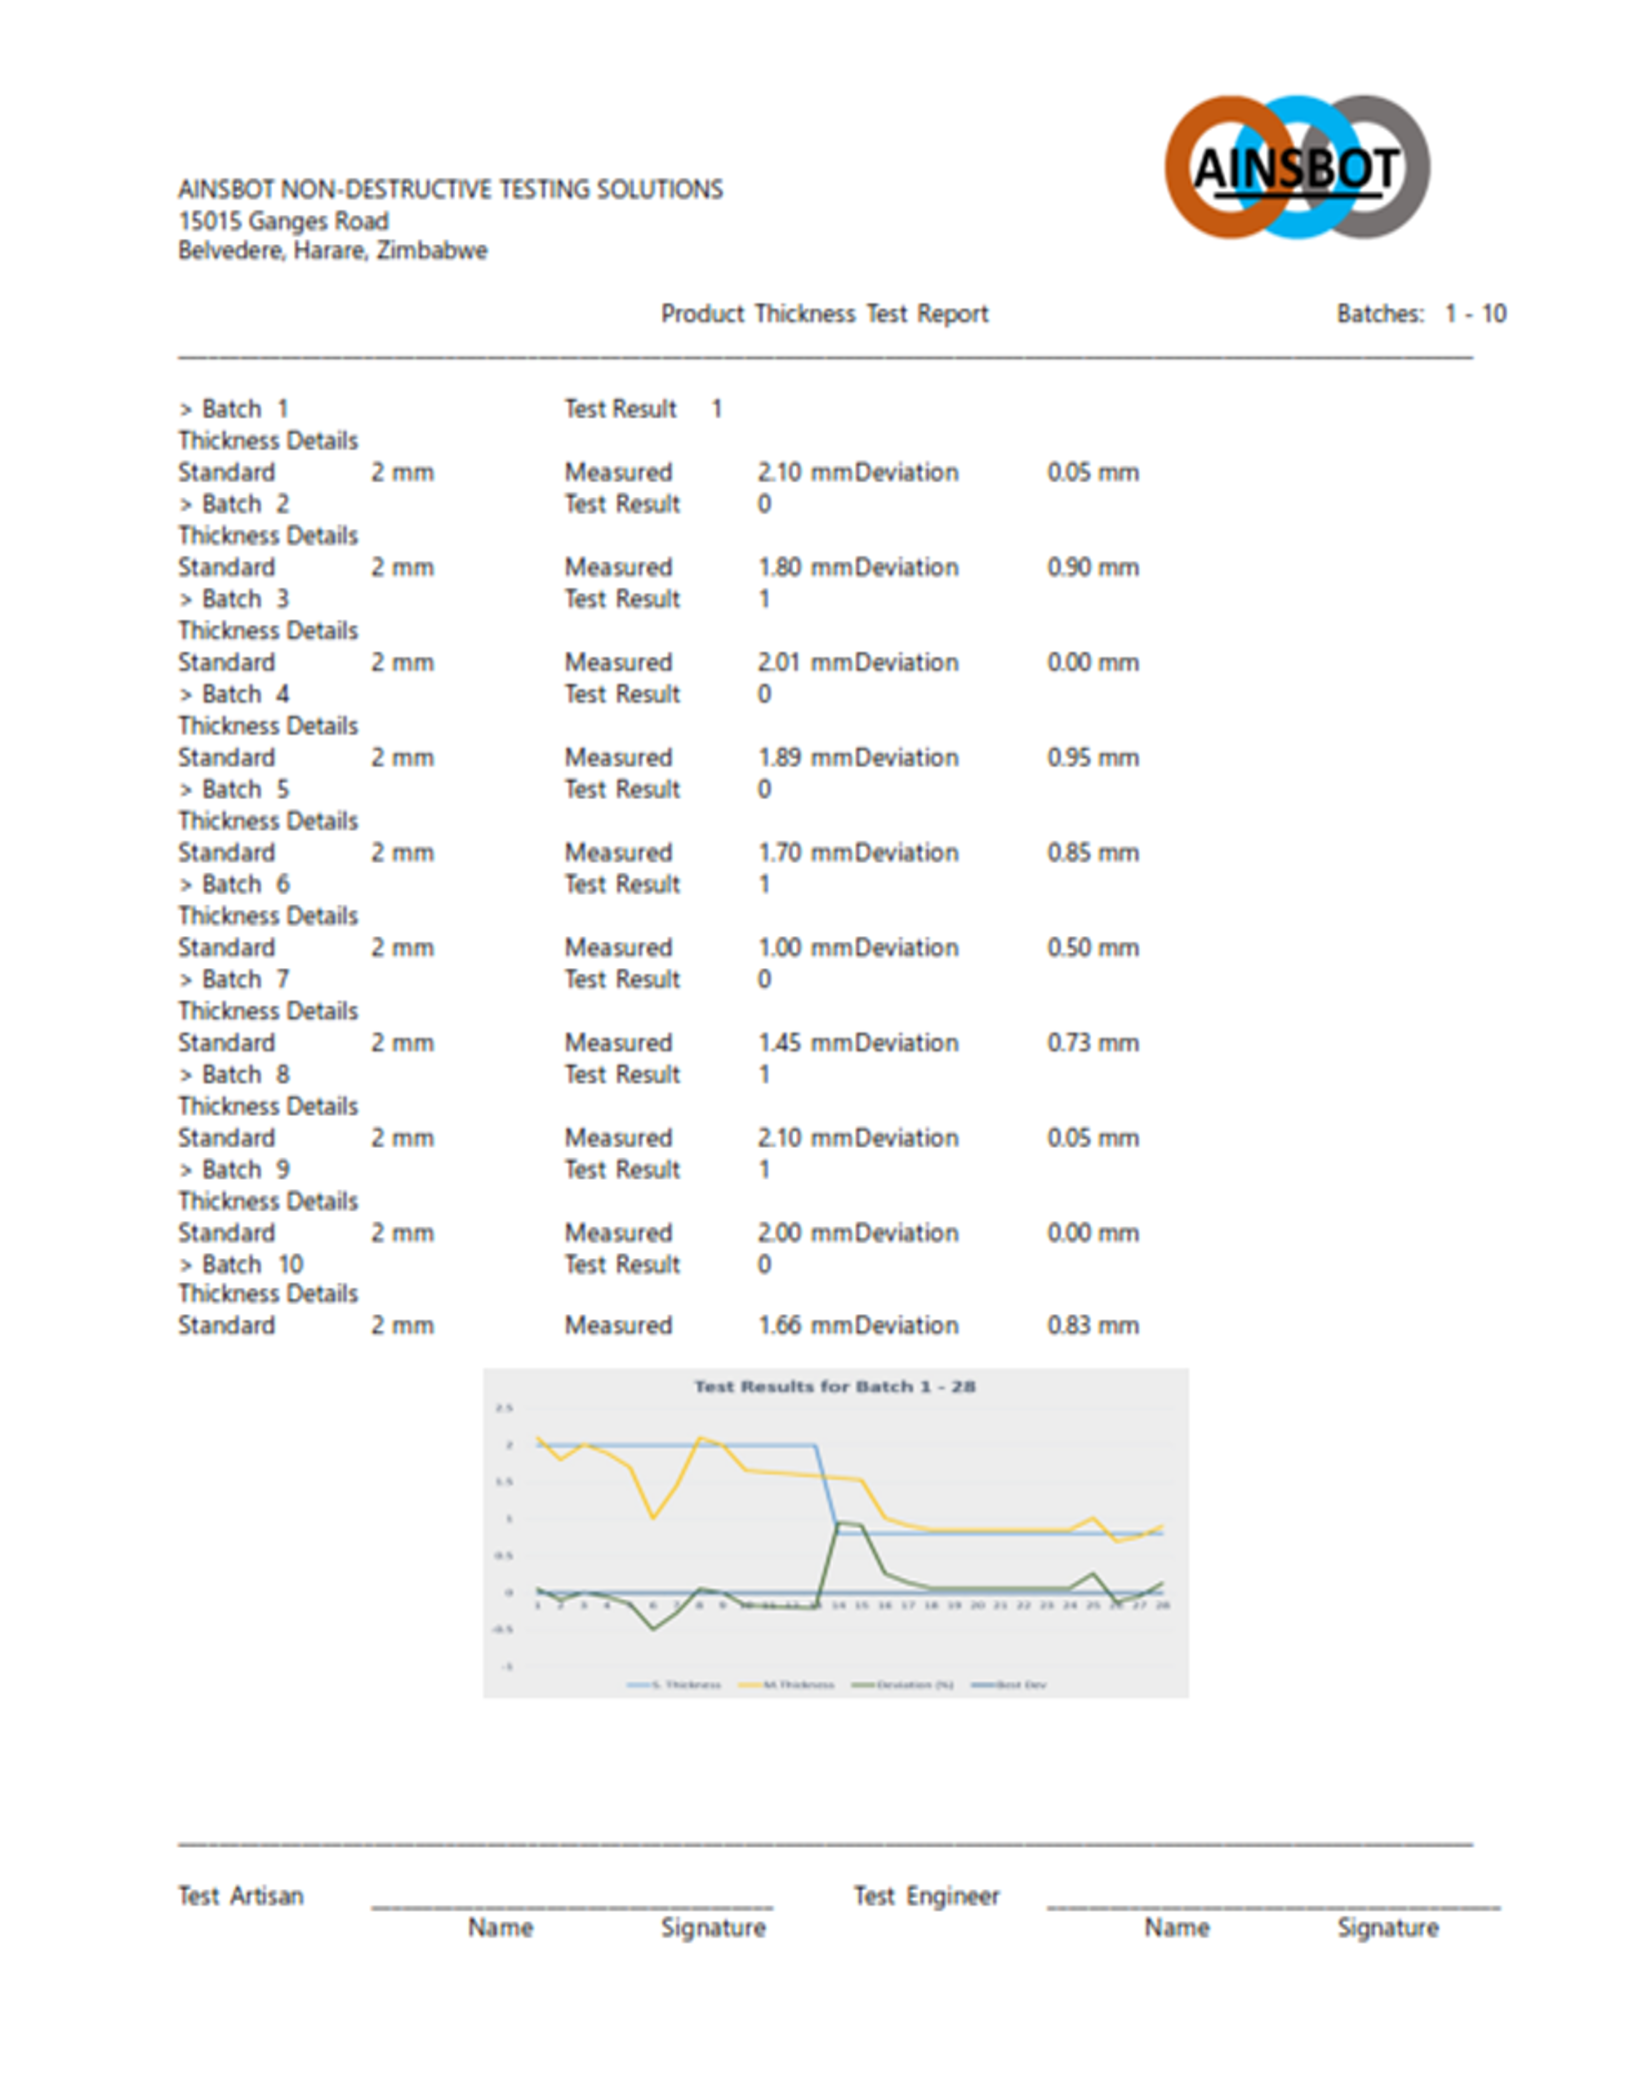 AINSBOT
AINSBOT NON-DESTRUCTIVE TESTING SOLUTIONS
15015 Ganges Road
Belvedere, Harare, Zimbabwe
Product Thickness Test Report Batches: 1 - 10
> Batch 1 Test Result 1
Thickness Details
Standard 2 mm Measured 2.10 mm Deviation 0.05 mm
> Batch 2 Test Result 0
Thickness Details
Standard 2 mm Measured 1.80 mm Deviation 0.90 mm
> Batch 3 Test Result 1
Thickness Details
Standard 2 mm Measured 2.01 mm Deviation 0.00 mm
> Batch 4 Test Result 0
Thickness Details
Standard 2 mm Measured 1.89 mm Deviation 0.95 mm
> Batch 5 Test Result 0
Thickness Details
Standard 2 mm Measured 1.70 mm Deviation 0.85 mm
> Batch 6 Test Result 1
Thickness Details
Standard 2 mm Measured 1.00 mm Deviation 0.50 mm
> Batch 7 Test Result 0
Thickness Details
Standard 2 mm Measured 1.45 mm Deviation 0.73 mm
> Batch 8 Test Result 1
Thickness Details
Standard 2 mm Measured 2.10 mm Deviation 0.05 mm
> Batch 9 Test Result 1
Thickness Details
Standard 2 mm Measured 2.00 mm Deviation 0.00 mm
> Batch 10 Test Result 0
Thickness Details
Standard 2 mm Measured 1.66 mm Deviation 0.83 mm
Test Results for Batch 1 - 28
2.5
2
1.5
1
0.5
0
1 2 3 4 5 6 7 8 9 10 11 12 13 14 15 16 17 18 19 20 21 22 23 24 25 26 27 28
-0.5
-1
S. Thickness M.Thickness Deviation (%) Best Dev
Test Artisan Test Engineer
Name Signature Name Signature